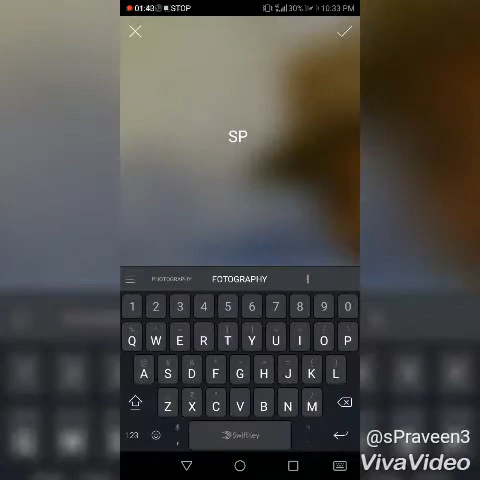 01:43 STOP 30% 10:33 PM
SP
PHOTOGRAPHY FOTOGRAPHY I
1 2 3 4 5 6 7 8 9 0
Q W E R T Y U I O P
A S D F G H J K L
Z X C V B N M
123 SwiftKey
@sPraveen3
VivaVideo